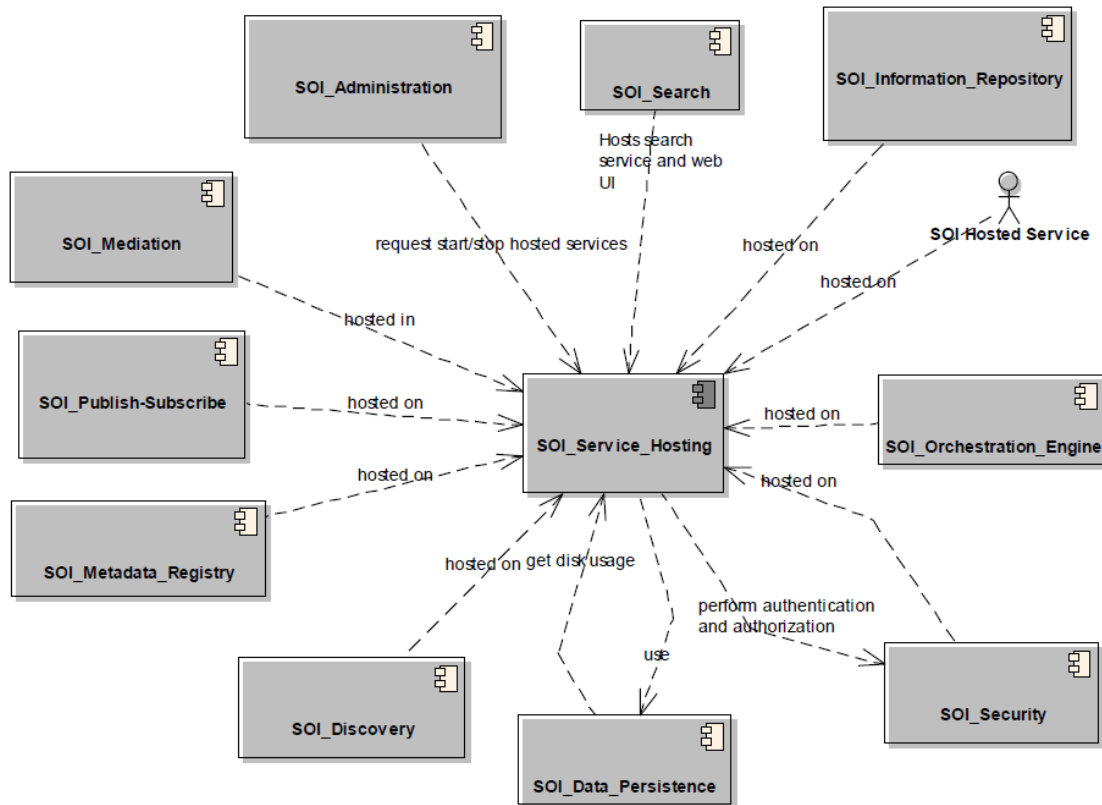 SOI_Administration
SOI_Search
SOI_Information_Repository
Hosts search
service and web
UI
SOI_Mediation
SOI Hosted Service
request start/stop hosted services
hosted on
hosted on
hosted in
SOI_Publish-Subscribe
hosted on
hosted on
SOI_Service_Hosting
SOI_Orchestration_Engine
hosted on
hosted on
SOI_Metadata_Registry
hosted on
get disk usage
perform authentication
and authorization
use
SOI_Discovery
SOI_Security
SOI_Data_Persistence